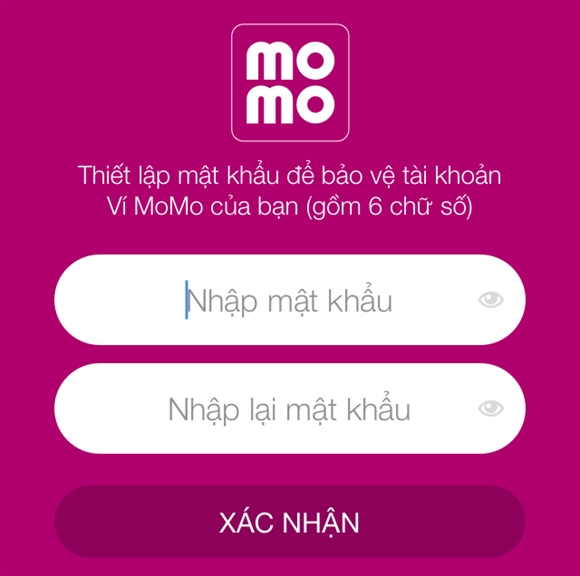 mo
mo
Thiết lập mật khẩu để bảo vệ tài khoản
Ví MoMo của bạn (gồm 6 chữ số)
Nhập mật khẩu
Nhập lại mật khẩu
XÁC NHẬN